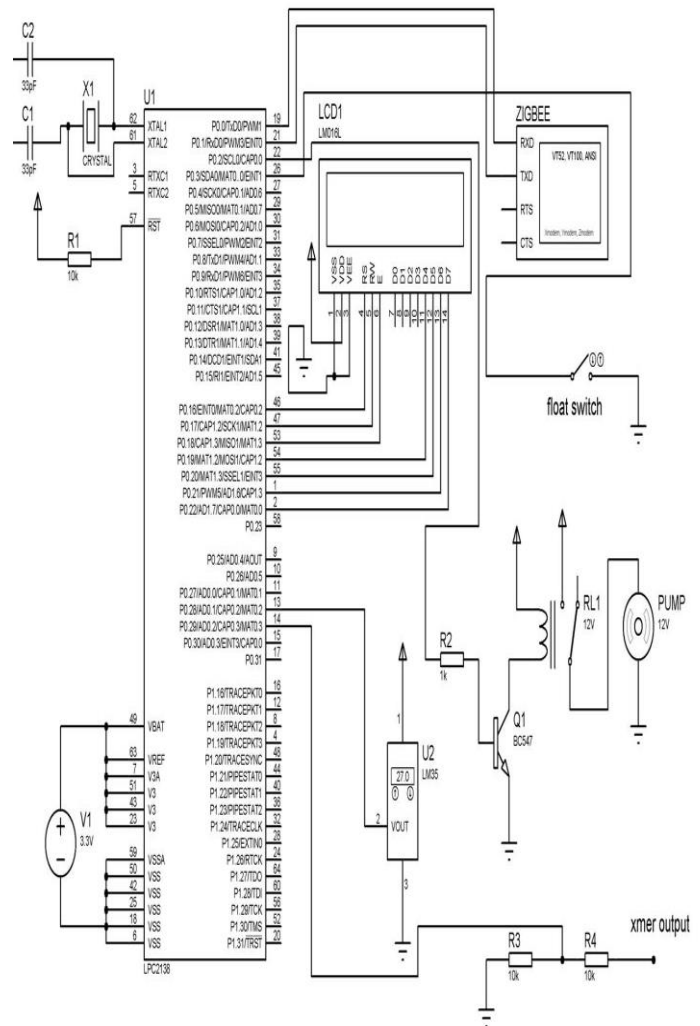 C2
33pF
X1
C1
33pF
CRYSTAL
R1
10k
U1
62
61
3
5
57
XTAL1
XTAL2
RTXC1
RTXC2
RST
P0.0/TxD0/PWM1
19
P0.1/RxD0/PWM3/EINT0
21
P0.2/SCL0/CAP0.0
22
P0.3/SDA0/MAT0.0/EINT1
26
P0.4/SCK0/CAP0.1/AD0.6
27
P0.5/MISO0/MAT0.1/AD0.7
29
P0.6/MOSI0/CAP0.2/AD1.0
30
P0.7/SSEL0/PWM2/EINT2
31
P0.8/TxD1/PWM4/AD1.1
33
P0.9/RxD1/PWM6/EINT3
34
P0.10/RTS1/CAP1.0/AD1.2
35
P0.11/CTS1/CAP1.1/SCL1
37
P0.12/DSR1/MAT1.0/AD1.3
38
P0.13/DTR1/MAT1.1/AD1.4
39
P0.14/DCD1/EINT1/SDA1
41
P0.15/RI1/EINT2/AD1.5
45
P0.16/EINT0/MAT0.2/CAP0.2
46
P0.17/CAP1.2/SCK1/MAT1.2
47
P0.18/CAP1.3/MISO1/MAT1.3
53
P0.19/MAT1.2/MOSI1/CAP1.2
54
P0.20/MAT1.3/SSEL1/EINT3
55
P0.21/PWM5/AD1.6/CAP1.3
1
P0.22/AD1.7/CAP0.0/MAT0.0
2
P0.23
58
P0.25/AD0.4/AOUT
9
P0.26/AD0.5
10
P0.27/AD0.0/CAP0.1/MAT0.1
11
P0.28/AD0.1/CAP0.2/MAT0.2
13
P0.29/AD0.2/CAP0.3/MAT0.3
14
P0.30/AD0.3/EINT3/CAP0.0
15
P0.31
17
P1.16/TRACEPKT0
16
P1.17/TRACEPKT1
12
P1.18/TRACEPKT2
8
P1.19/TRACEPKT3
4
P1.20/TRACESYNC
48
P1.21/PIPESTAT0
44
P1.22/PIPESTAT1
40
P1.23/PIPESTAT2
36
P1.24/TRACECLK
32
P1.25/EXTIN0
28
P1.26/RTCK
24
P1.27/TDO
64
P1.28/TDI
60
P1.29/TCK
56
P1.30/TMS
52
P1.31/TRST
20
49
VBAT
63
VREF
7
V3A
51
V3
43
V3
23
V3
59
VSSA
50
VSS
42
VSS
25
VSS
18
VSS
6
VSS
V1
3.3V
LPC2138
LCD1
LM016L
VSS
VDD
VEE
RS
RW
E
D0
D1
D2
D3
D4
D5
D6
D7
1
2
3
4
5
6
7
8
9
10
11
12
13
14
ZIGBEE
RXD
TXD
RTS
CTS
VT52, VT100, ANSI
Xmodem, Ymodem, Zmodem
float switch
R2
1k
Q1
BC547
RL1
12V
PUMP
12V
1
U2
LM35
27.0
2
VOUT
3
R3
10k
R4
10k
xmer output